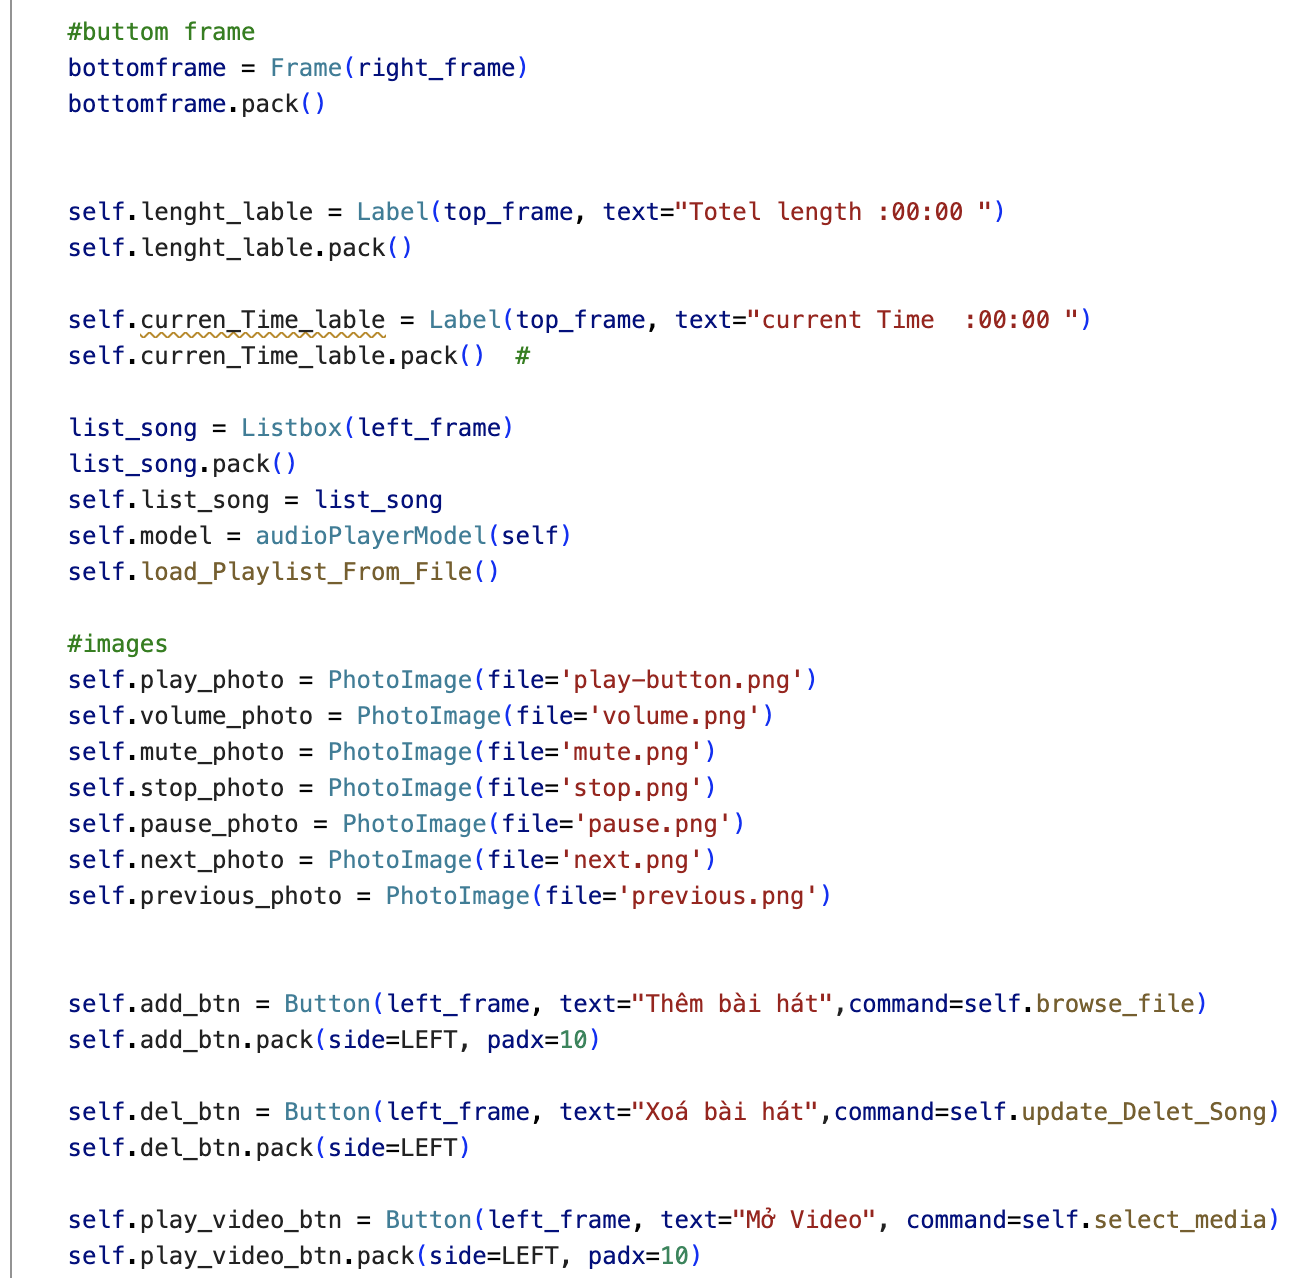 #buttom frame
bottomframe = Frame(right_frame)
bottomframe.pack()
self.lenght_lable = Label(top_frame, text="Totel length :00:00 ")
self.lenght_lable.pack()
self.curren_Time_lable = Label(top_frame, text="current Time  :00:00 ")
self.curren_Time_lable.pack()  #
list_song = Listbox(left_frame)
list_song.pack()
self.list_song = list_song
self.model = audioPlayerModel(self)
self.load_Playlist_From_File()
#images
self.play_photo = PhotoImage(file='play-button.png')
self.volume_photo = PhotoImage(file='volume.png')
self.mute_photo = PhotoImage(file='mute.png')
self.stop_photo = PhotoImage(file='stop.png')
self.pause_photo = PhotoImage(file='pause.png')
self.next_photo = PhotoImage(file='next.png')
self.previous_photo = PhotoImage(file='previous.png')
self.add_btn = Button(left_frame, text="Thêm bài hát",command=self.browse_file)
self.add_btn.pack(side=LEFT, padx=10)
self.del_btn = Button(left_frame, text="Xoá bài hát",command=self.update_Delet_Song)
self.del_btn.pack(side=LEFT)
self.play_video_btn = Button(left_frame, text="Mở Video", command=self.select_media)
self.play_video_btn.pack(side=LEFT, padx=10)